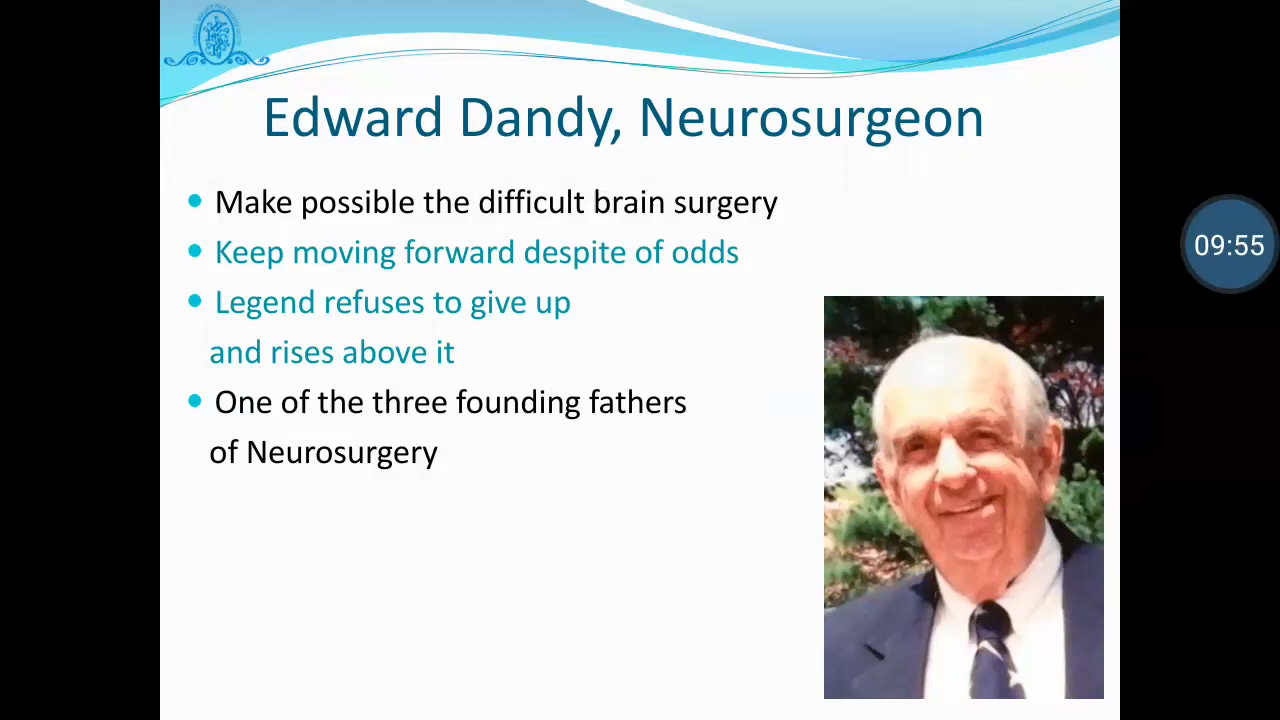 Edward Dandy, Neurosurgeon
• Make possible the difficult brain surgery
• Keep moving forward despite of odds
• Legend refuses to give up
and rises above it
• One of the three founding fathers
of Neurosurgery
09:55